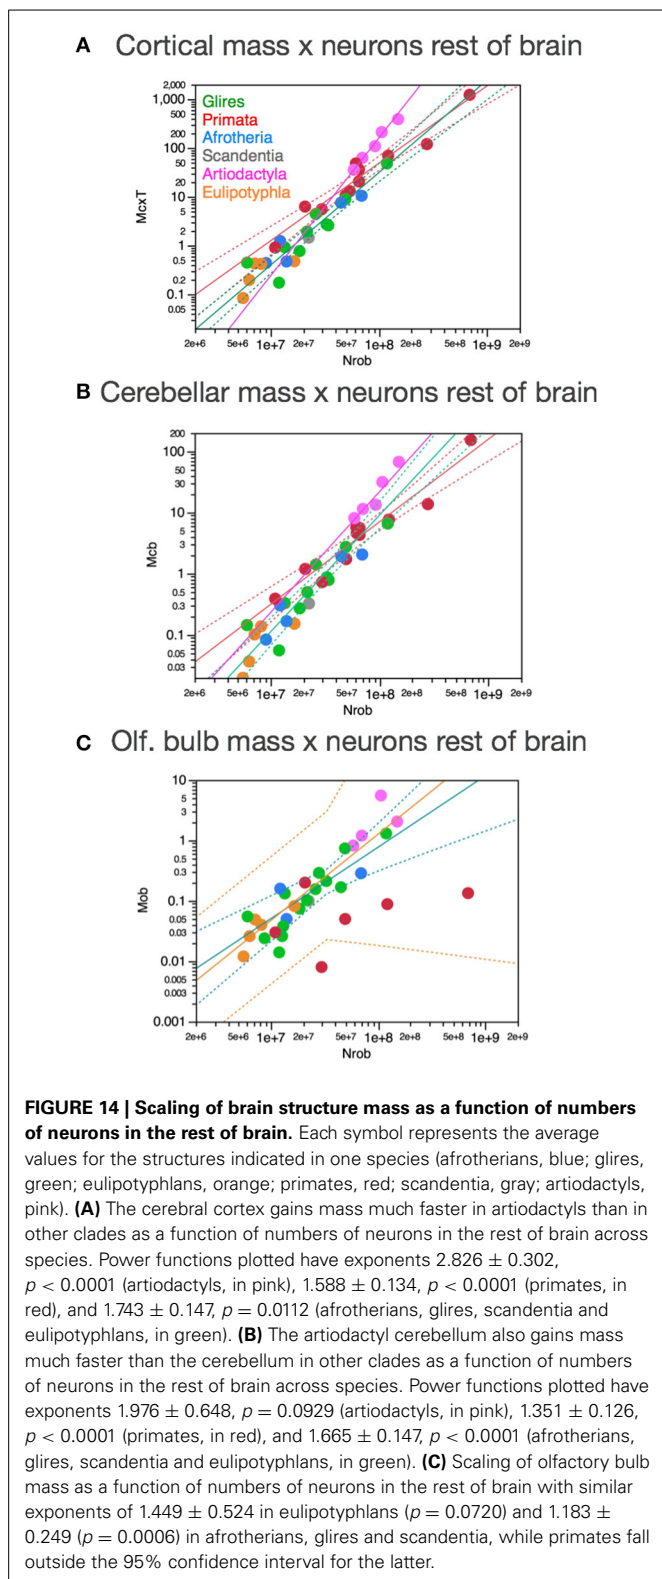 A Cortical mass x neurons rest of brain
2,000
1,000
500
200
100
50
20
10
5
2
1
0.5
0.2
0.1
0.05
McxT
Glires
Primata
Afrotheria
Scandentia
Artiodactyla
Eulipotyphla
2e+6 5e+6 1e+7 2e+7 5e+7 1e+8 2e+8 5e+8 1e+9 2e+9
Nrob
B Cerebellar mass x neurons rest of brain
200
100
50
30
10
5
3
1
0.5
0.3
0.1
0.05
0.03
Mcb
2e+6 5e+6 1e+7 2e+7 5e+7 1e+8 2e+8 5e+8 1e+9 2e+9
Nrob
C Olf. bulb mass x neurons rest of brain
10
5
3
1
0.5
0.3
0.1
0.05
0.03
0.01
0.005
0.003
0.001
Mob
2e+6 5e+6 1e+7 2e+7 5e+7 1e+8 2e+8 5e+8 1e+9 2e+9
Nrob
FIGURE 14 | Scaling of brain structure mass as a function of numbers
of neurons in the rest of brain. Each symbol represents the average
values for the structures indicated in one species (afrotherians, blue; glires,
green; eulipotyphlans, orange; primates, red; scandentia, gray; artiodactyls,
pink). (A) The cerebral cortex gains mass much faster in artiodactyls than in
other clades as a function of numbers of neurons in the rest of brain across
species. Power functions plotted have exponents 2.826 ± 0.302,
p < 0.0001 (artiodactyls, in pink), 1.588 ± 0.134, p < 0.0001 (primates, in
red), and 1.743 ± 0.147, p = 0.0112 (afrotherians, glires, scandentia and
eulipotyphlans, in green). (B) The artiodactyl cerebellum also gains mass
much faster than the cerebellum in other clades as a function of numbers
of neurons in the rest of brain across species. Power functions plotted have
exponents 1.976 ± 0.648, p = 0.0929 (artiodactyls, in pink), 1.351 ± 0.126,
p < 0.0001 (primates, in red), and 1.665 ± 0.147, p < 0.0001 (afrotherians,
glires, scandentia and eulipotyphlans, in green). (C) Scaling of olfactory bulb
mass as a function of numbers of neurons in the rest of brain with similar
exponents of 1.449 ± 0.524 in eulipotyphlans (p = 0.0720) and 1.183 ±
0.249 (p = 0.0006) in afrotherians, glires and scandentia, while primates fall
outside the 95% confidence interval for the latter.